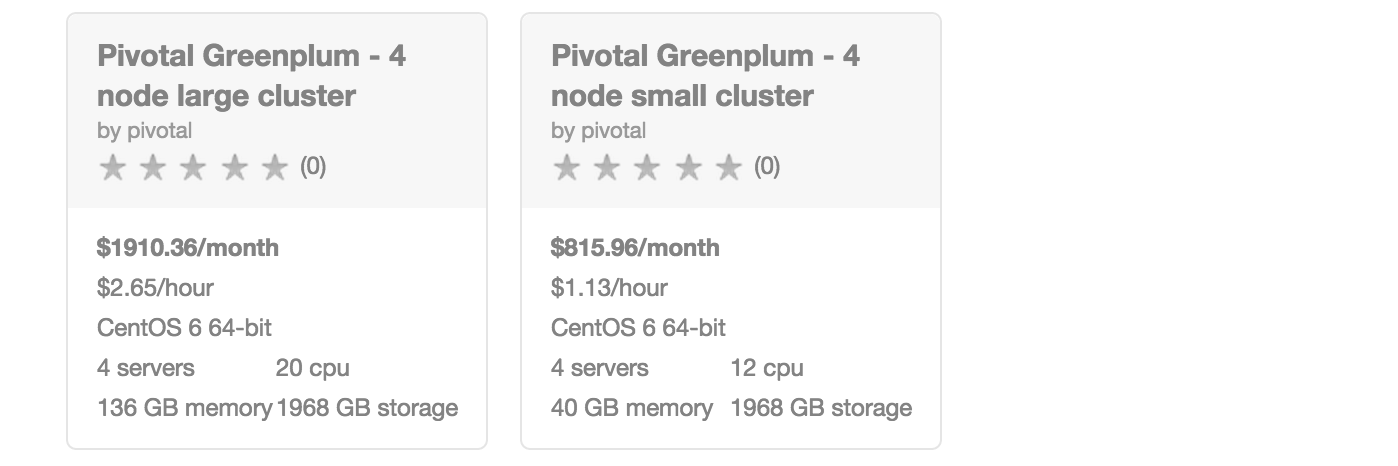 Pivotal Greenplum - 4
node large cluster
by pivotal
(0)
$1910.36/month
$2.65/hour
CentOS 6 64-bit
4 servers 20 cpu
136 GB memory 1968 GB storage
Pivotal Greenplum - 4
node small cluster
by pivotal
(0)
$815.96/month
$1.13/hour
CentOS 6 64-bit
4 servers 12 cpu
40 GB memory 1968 GB storage